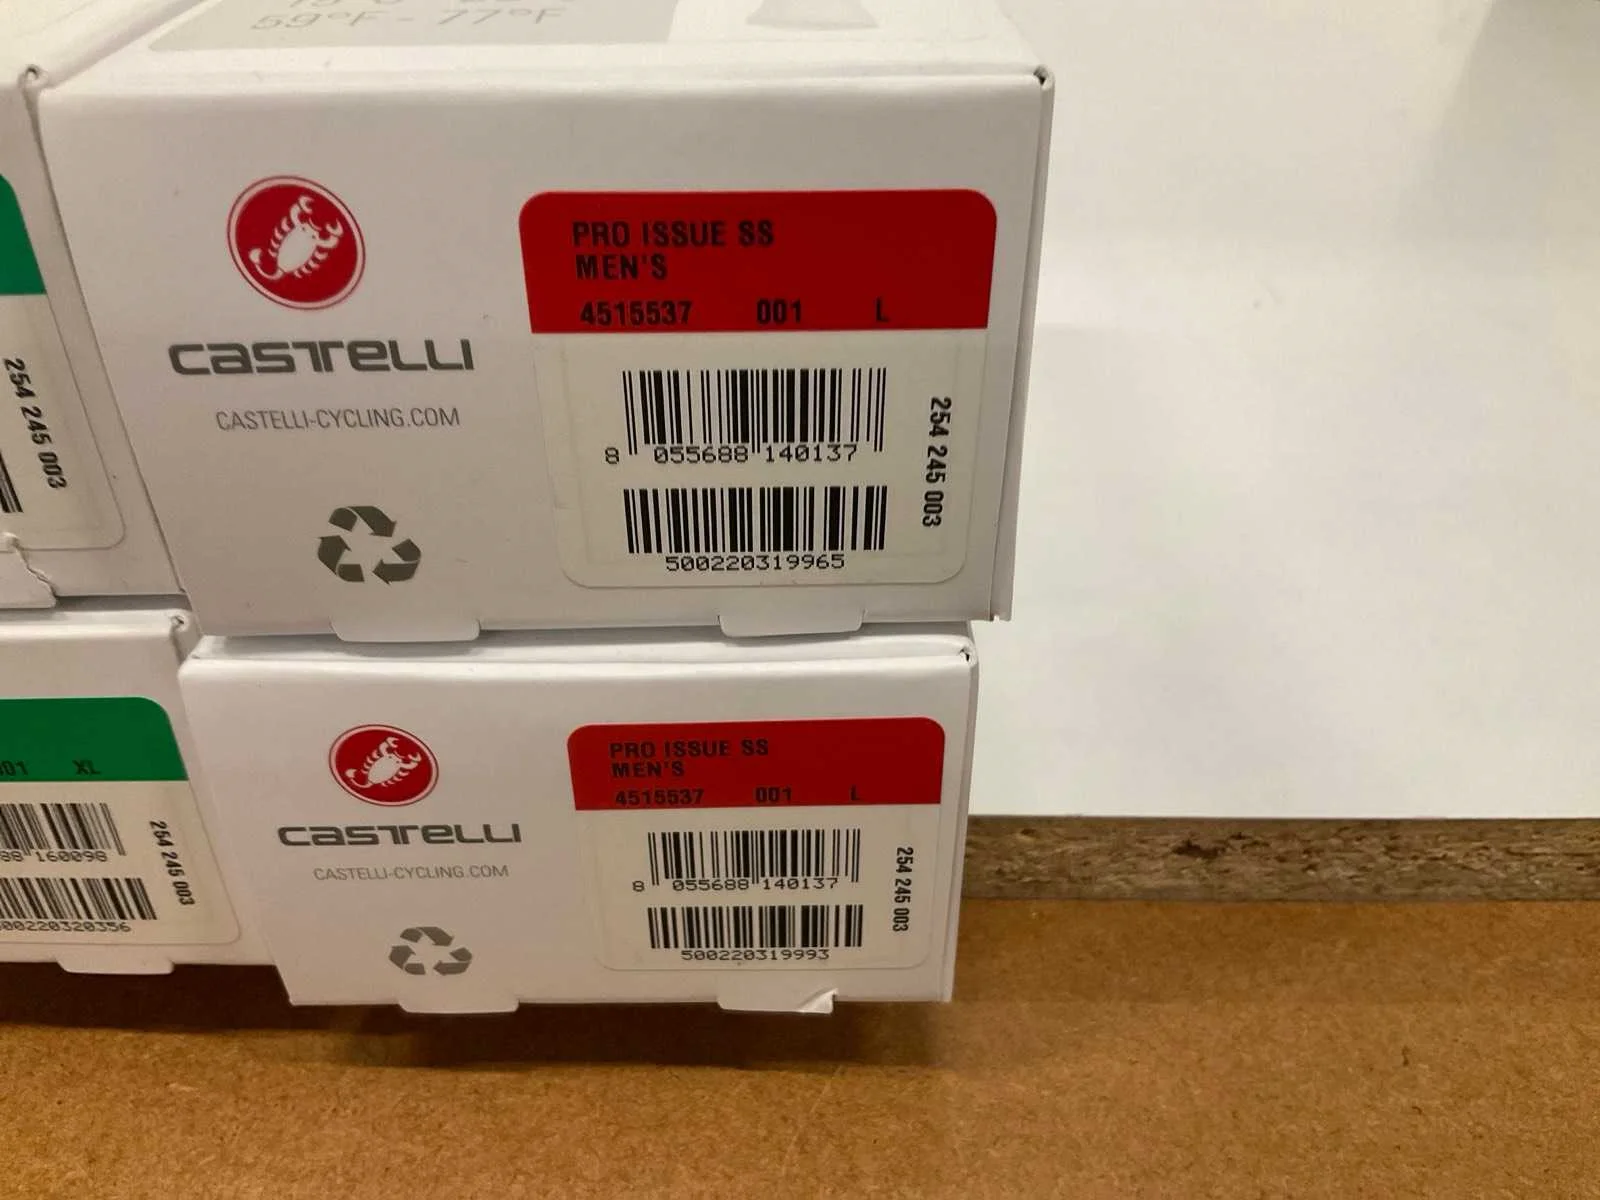 59°F - 77°F
PRO ISSUE SS
MEN'S
4515537 001 L
CASTELLI
CASTELLI-CYCLING.COM
8 055688 140137
254 245 003
500220319965
254 245 003
PRO ISSUE SS
MEN'S
4515537 001 L
CASTELLI
CASTELLI-CYCLING.COM
8 055688 140137
254 245 003
500220319993
XL
160098
254 245 003
00220320356